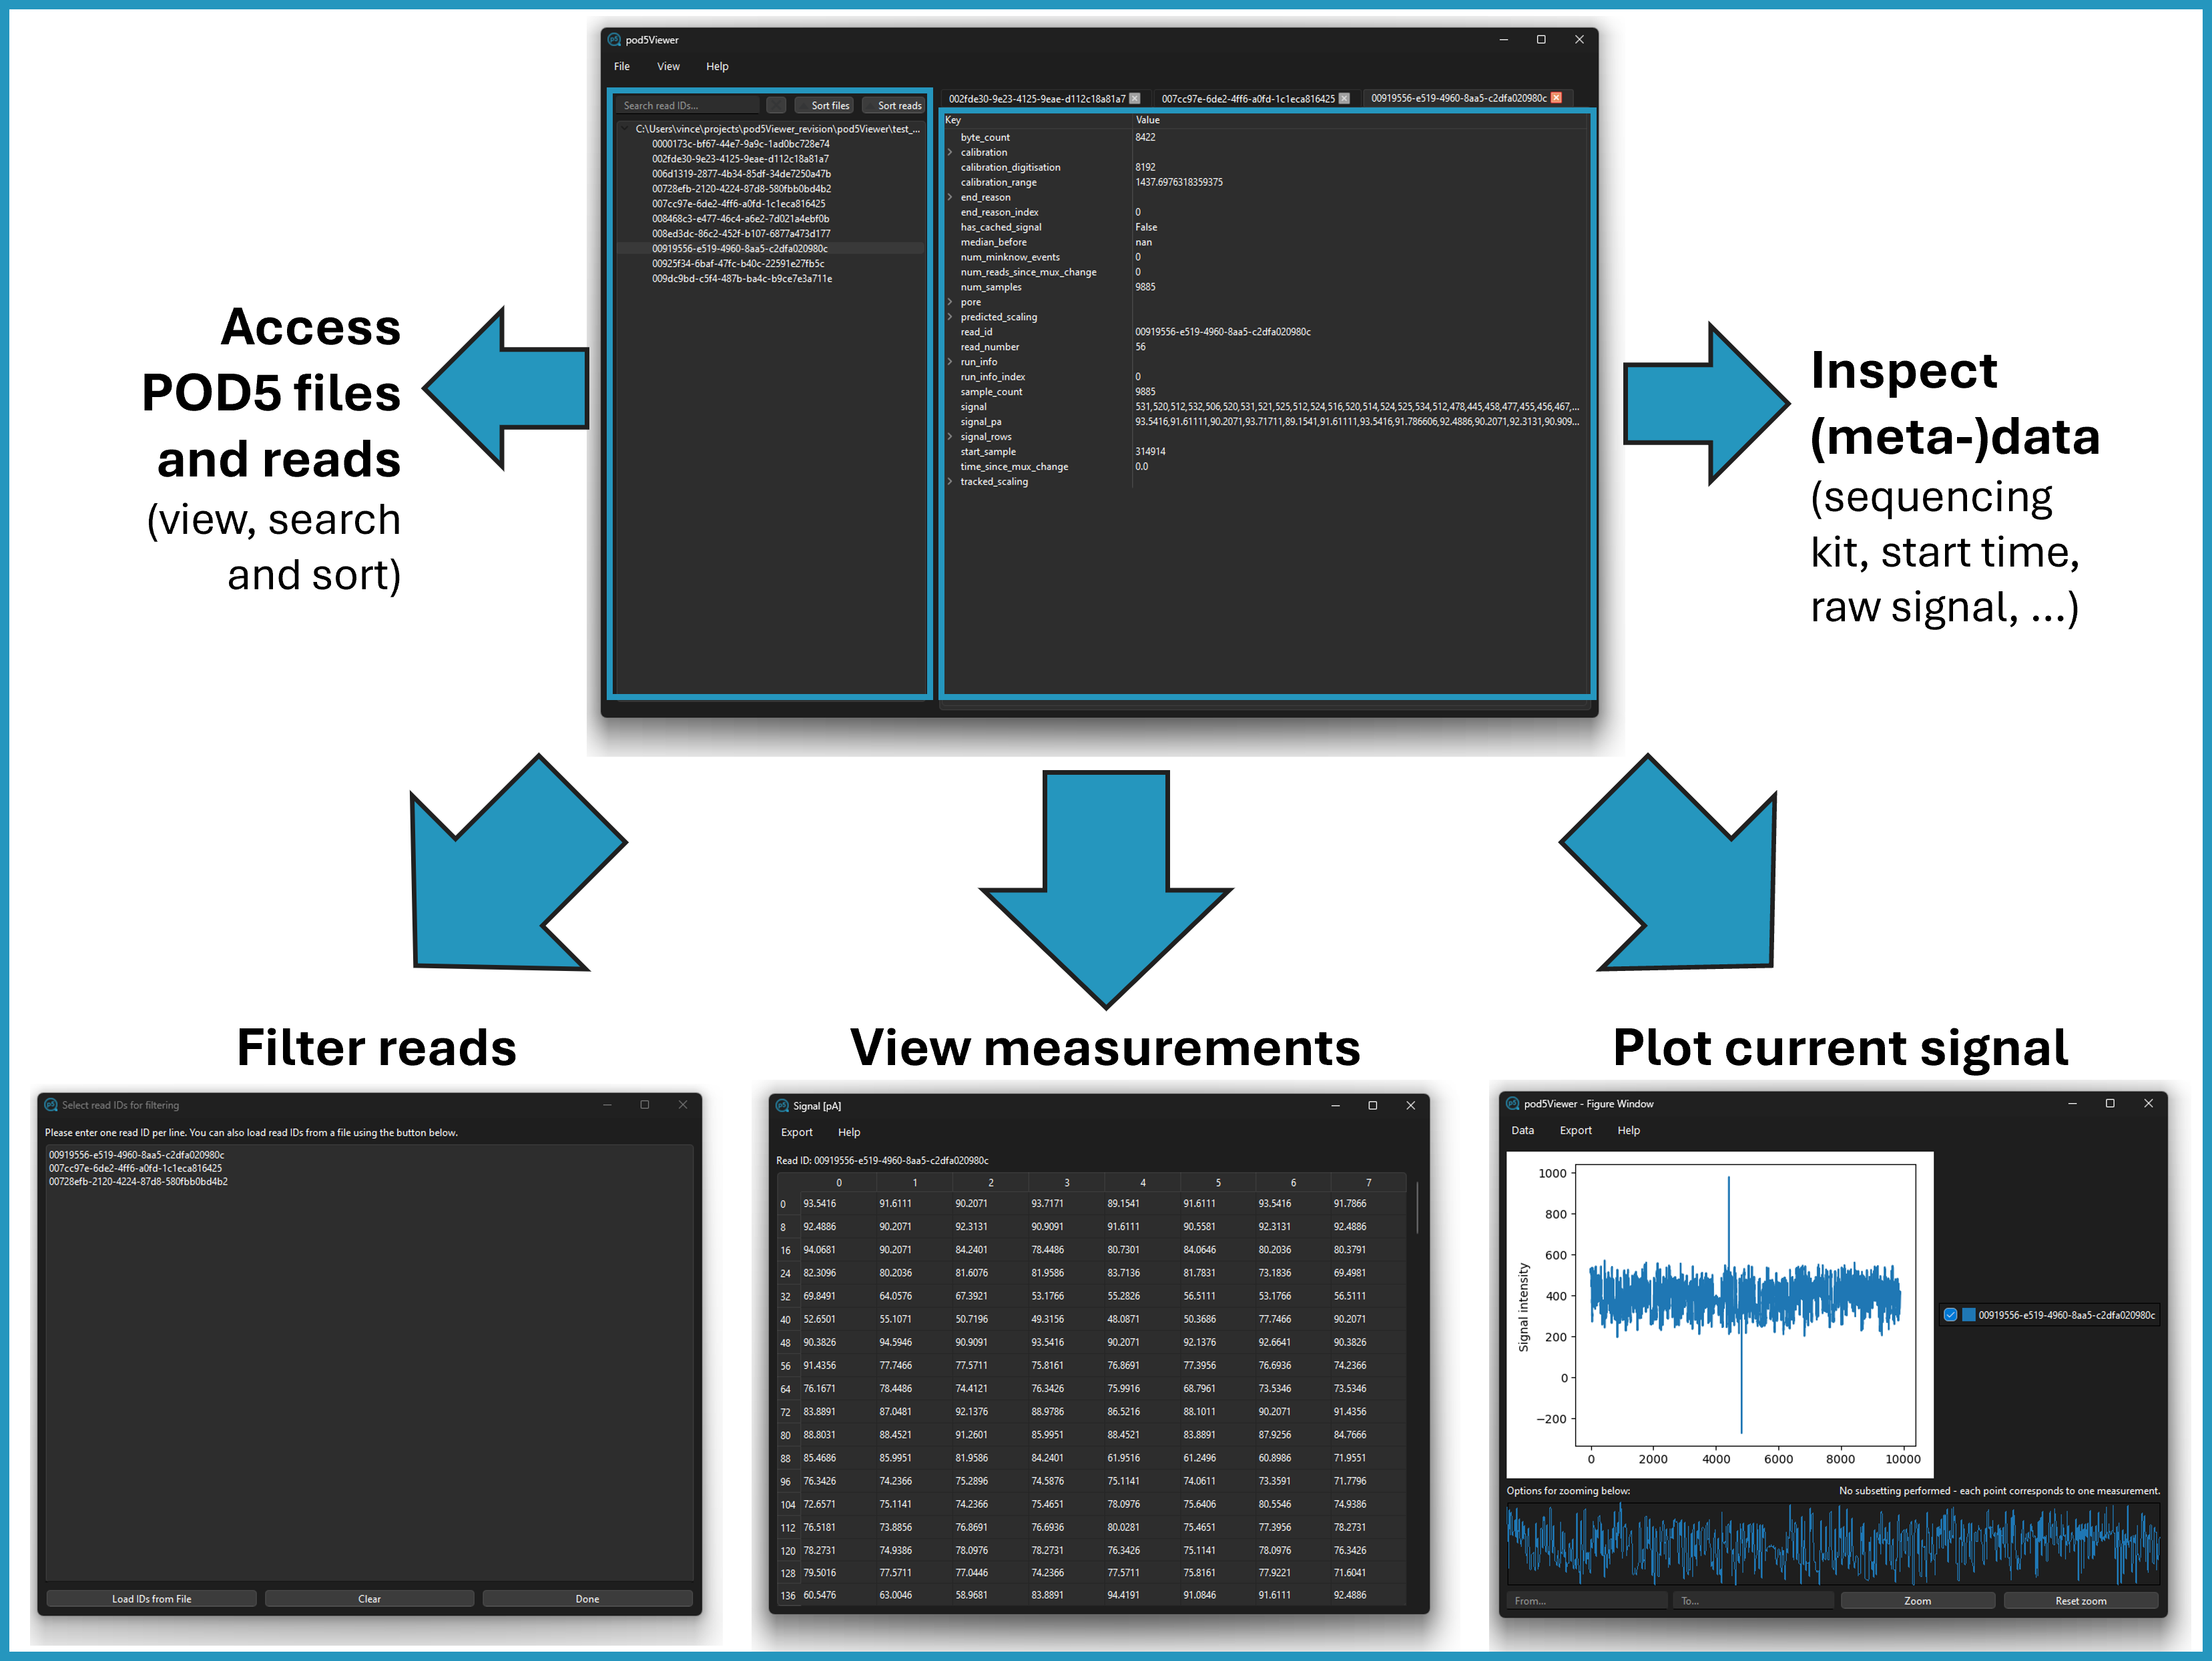 pod5Viewer
File View Help
Search read IDs... Sort files Sort reads
C:\Users\vince\projects\pod5Viewer_revision\pod5Viewer\test_...
0000173c-bf67-44e7-9a9c-1ad0bc728e74
002fde30-9e23-4125-9eae-d112c18a81a7
006d1319-2877-4b34-85df-34de7250a47b
00728efb-2120-4224-87d8-580fbb0bd4b2
007cc97e-6de2-4ff6-a0fd-1c1eca816425
008468c3-e477-46c4-a6e2-7d021a4ebf0b
008ed3dc-86c2-452f-b107-6877a473d177
00919556-e519-4960-8aa5-c2dfa020980c
00925f34-6baf-47fc-b40c-22591e27fb5c
009dc9bd-c5f4-487b-ba4c-b9ce7e3a711e
002fde30-9e23-4125-9eae-d112c18a81a7 007cc97e-6de2-4ff6-a0fd-1c1eca816425 00919556-e519-4960-8aa5-c2dfa020980c
Key Value
byte_count 8422
calibration
calibration_digitisation 8192
calibration_range 1437.6976318359375
end_reason
end_reason_index 0
has_cached_signal False
median_before nan
num_minknow_events 0
num_reads_since_mux_change 0
num_samples 9885
pore
predicted_scaling
read_id 00919556-e519-4960-8aa5-c2dfa020980c
read_number 56
run_info
run_info_index 0
sample_count 9885
signal 531,520,512,532,506,520,531,521,525,512,524,516,520,514,524,525,534,512,478,445,458,477,455,456,467,...
signal_pa 93.5416,91.61111,90.2071,93.71711,89.1541,91.61111,93.5416,91.786606,92.4886,90.2071,92.3131,90.909...
signal_rows
start_sample 314914
time_since_mux_change 0.0
tracked_scaling
Access
POD5 files
and reads
(view, search
and sort)
Inspect
(meta-)data
(sequencing
kit, start time,
raw signal, ...)
Filter reads
Select read IDs for filtering
Please enter one read ID per line. You can also load read IDs from a file using the button below.
00919556-e519-4960-8aa5-c2dfa020980c
007cc97e-6de2-4ff6-a0fd-1c1eca816425
00728efb-2120-4224-87d8-580fbb0bd4b2
Load IDs from File Clear Done
View measurements
Signal [pA]
Export Help
Read ID: 00919556-e519-4960-8aa5-c2dfa020980c
0 1 2 3 4 5 6 7
0 93.5416 91.6111 90.2071 93.7171 89.1541 91.6111 93.5416 91.7866
8 92.4886 90.2071 92.3131 90.9091 91.6111 90.5581 92.3131 92.4886
16 94.0681 90.2071 84.2401 78.4486 80.7301 84.0646 80.2036 80.3791
24 82.3096 80.2036 81.6076 81.9586 83.7136 81.7831 73.1836 69.4981
32 69.8491 64.0576 67.3921 53.1766 55.2826 56.5111 53.1766 56.5111
40 52.6501 55.1071 50.7196 49.3156 48.0871 50.3686 77.7466 90.2071
48 90.3826 94.5946 90.9091 93.5416 90.2071 92.1376 92.6641 90.3826
56 91.4356 77.7466 77.5711 75.8161 76.8691 77.3956 76.6936 74.2366
64 76.1671 78.4486 74.4121 76.3426 75.9916 68.7961 73.5346 73.5346
72 83.8891 87.0481 92.1376 88.9786 86.5216 88.1011 90.2071 91.4356
80 88.8031 88.4521 91.2601 85.9951 88.4521 83.8891 87.9256 84.7666
88 85.4686 85.9951 81.9586 84.2401 61.9516 61.2496 60.8986 71.9551
96 76.3426 74.2366 75.2896 74.5876 75.1141 74.0611 73.3591 71.7796
104 72.6571 75.1141 74.2366 75.4651 78.0976 75.6406 80.5546 74.9386
112 76.5181 73.8856 76.8691 76.6936 80.0281 75.4651 77.3956 78.2731
120 78.2731 74.9386 78.0976 78.2731 76.3426 75.1141 78.0976 76.3426
128 79.5016 77.5711 77.0446 74.2366 77.5711 75.8161 77.9221 71.6041
136 60.5476 63.0046 58.9681 83.8891 94.4191 91.0846 91.6111 92.4886
Plot current signal
pod5Viewer - Figure Window
Data Export Help
1000
800
600
400
200
0
−200
Signal intensity
0 2000 4000 6000 8000 10000
00919556-e519-4960-8aa5-c2dfa020980c
Options for zooming below: No subsetting performed - each point corresponds to one measurement.
From... To... Zoom Reset zoom